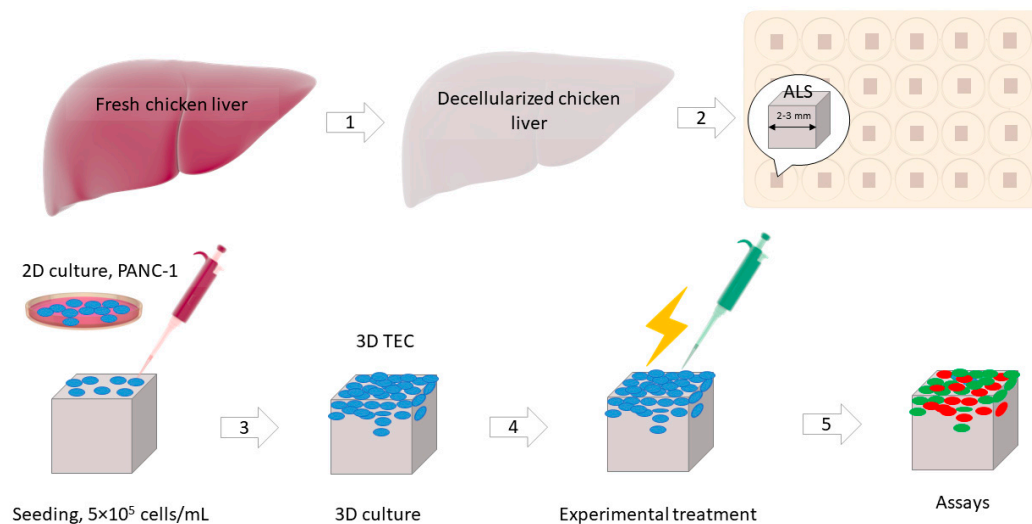 Fresh chicken liver
1
Decellularized chicken
liver
2
ALS
2-3 mm
2D culture, PANC-1
3D TEC
3
4
5
Seeding, 5×10⁵ cells/mL
3D culture
Experimental treatment
Assays